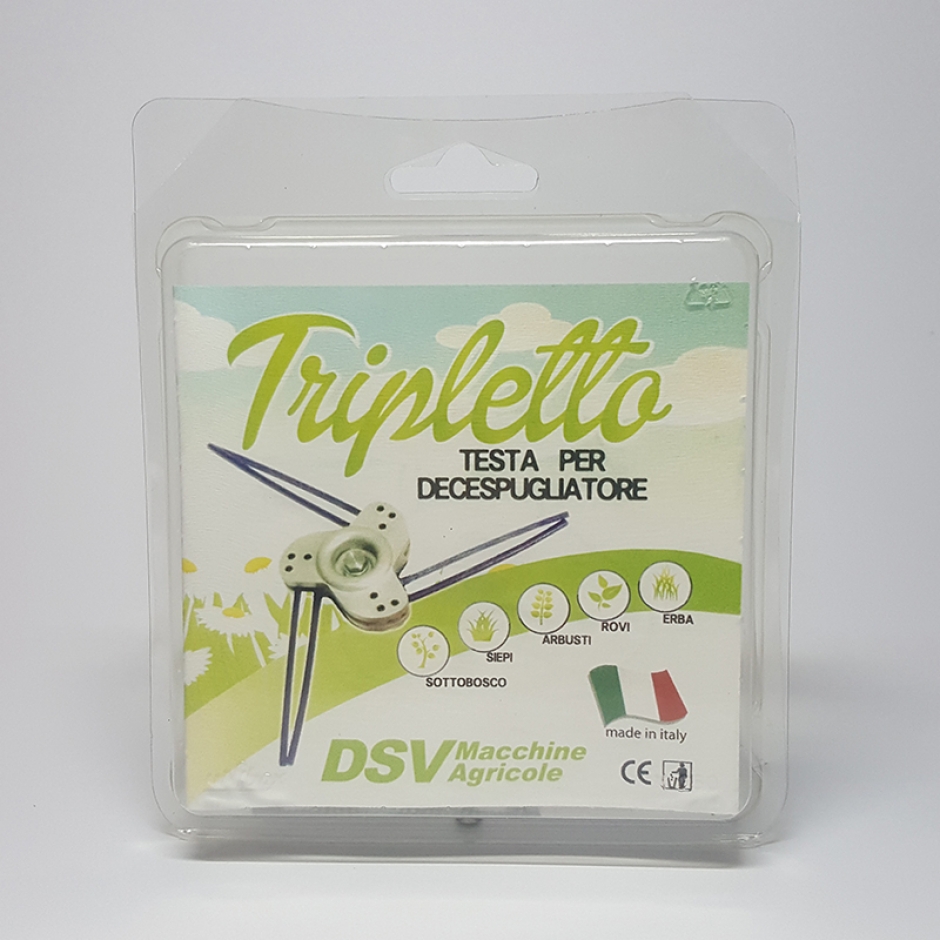 Tripletto
TESTA PER
DECESPUGLIATORE
ERBA
ROVI
ARBUSTI
SIEPI
SOTTOBOSCO
made in italy
DSV Macchine
Agricole
CE